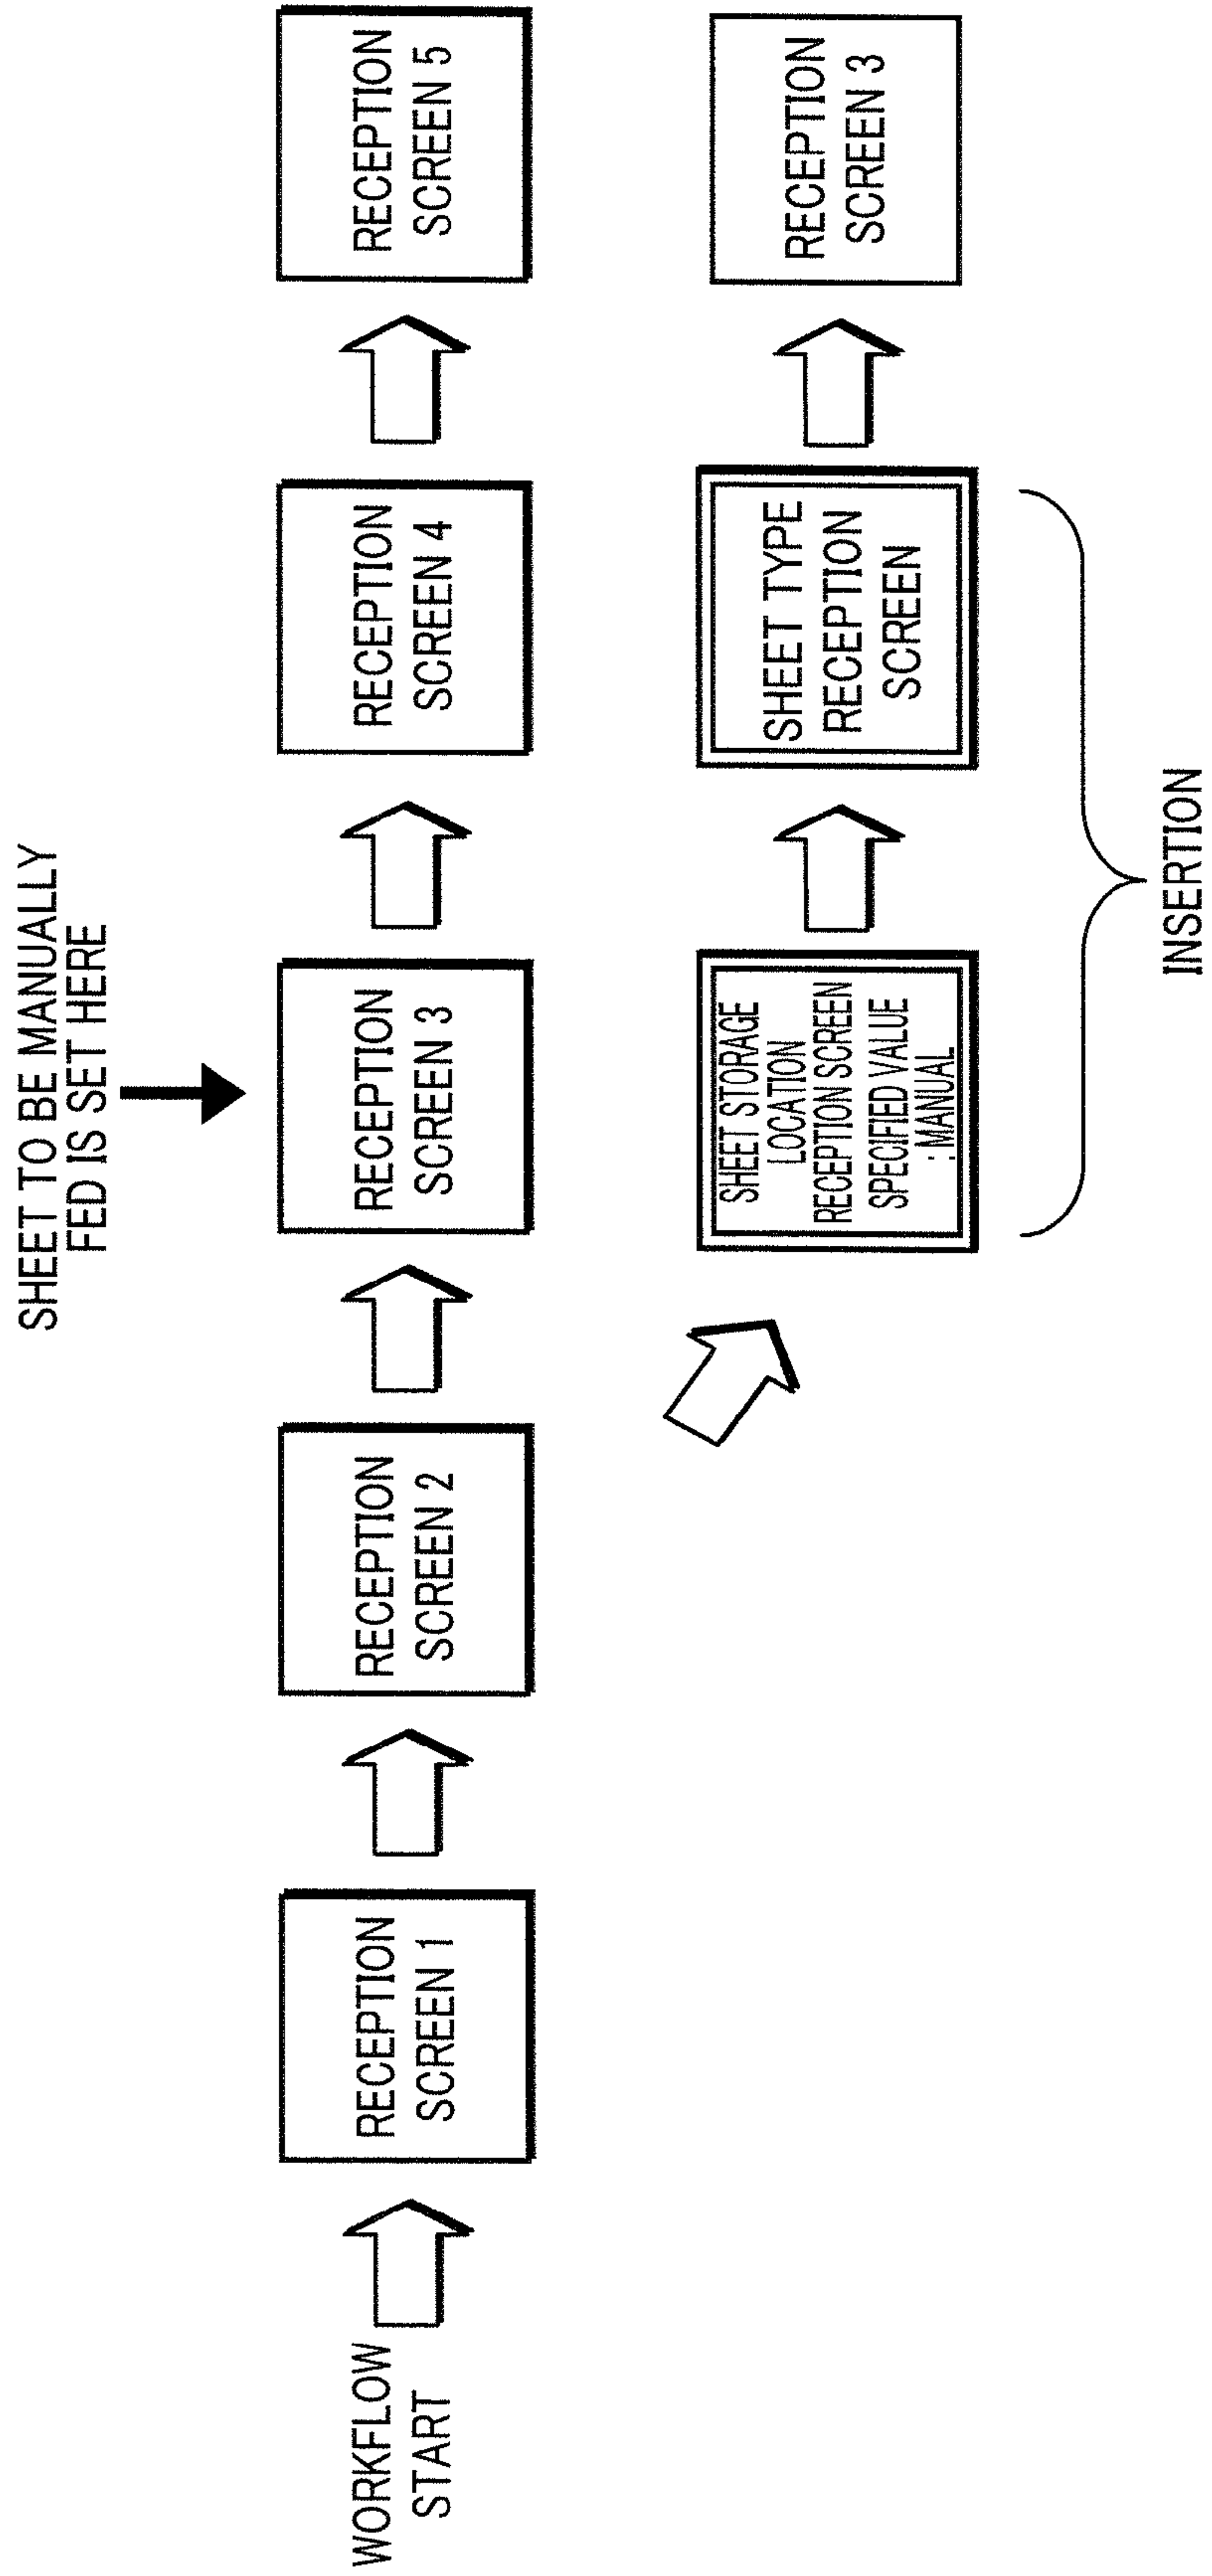 SHEET TO BE MANUALLY
FED IS SET HERE
WORKFLOW
START
RECEPTION
SCREEN 1
RECEPTION
SCREEN 2
RECEPTION
SCREEN 3
RECEPTION
SCREEN 4
RECEPTION
SCREEN 5
SHEET STORAGE
LOCATION
RECEPTION SCREEN
SPECIFIED VALUE
: MANUAL
SHEET TYPE
RECEPTION
SCREEN
RECEPTION
SCREEN 3
INSERTION